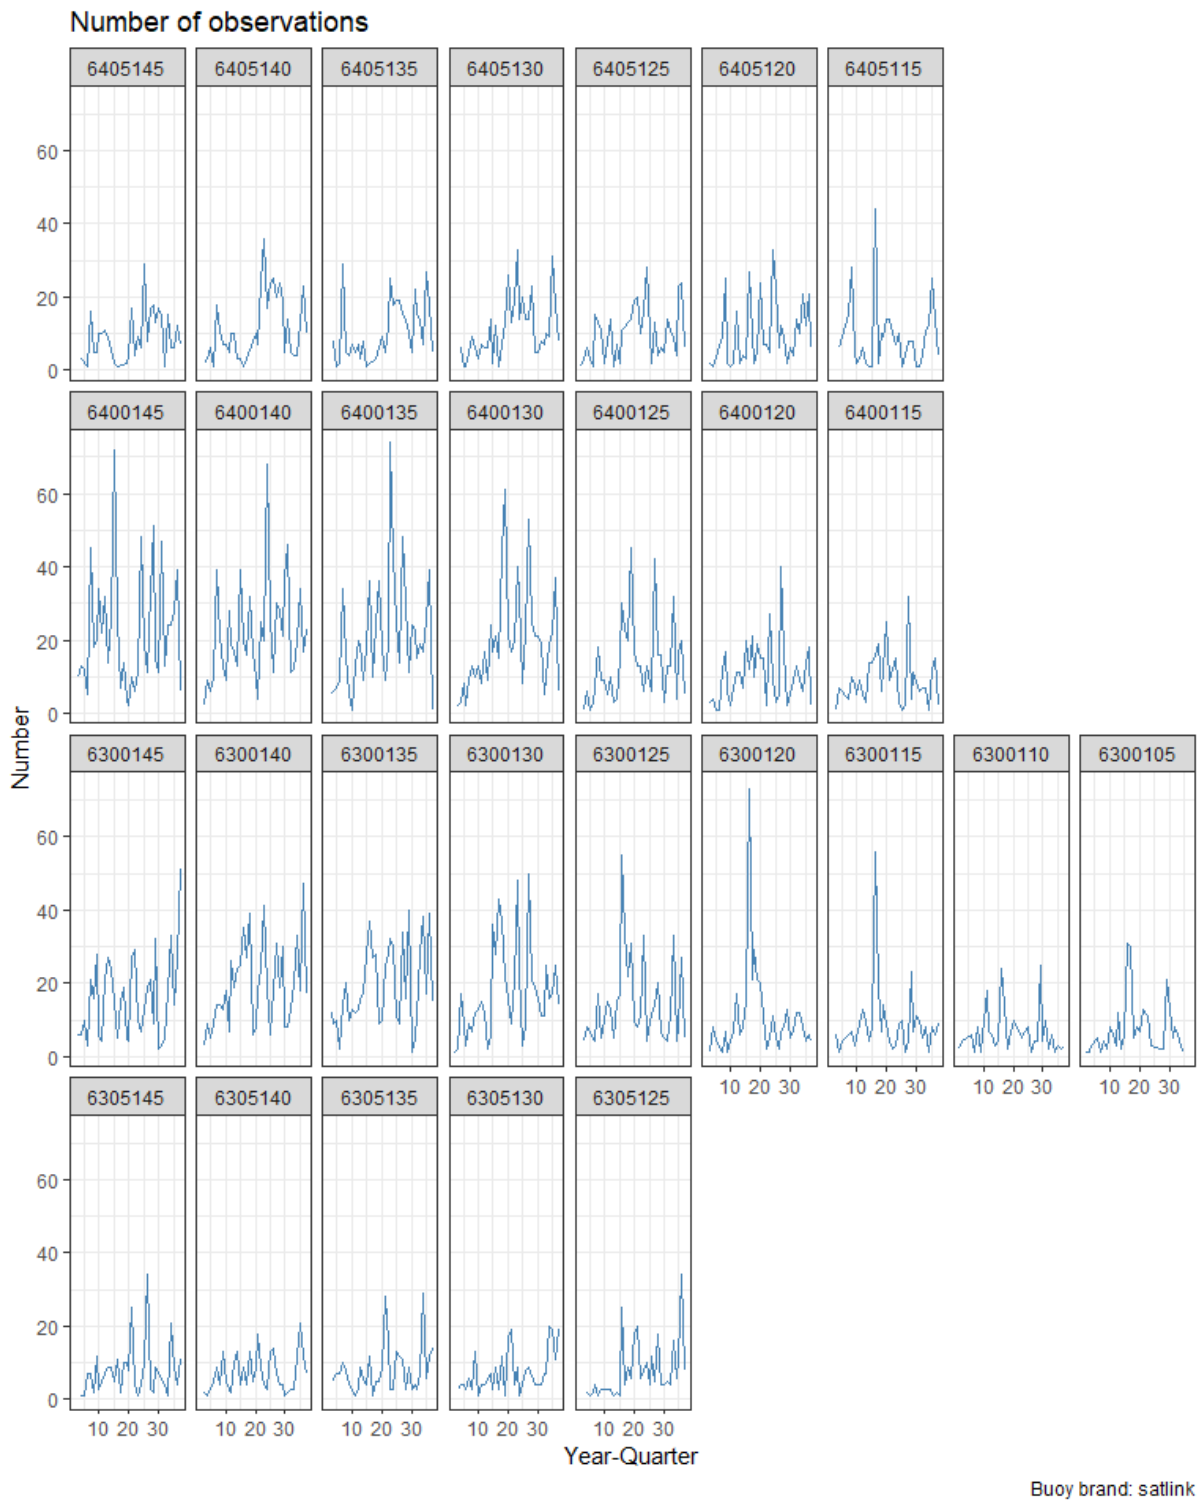 Number of observations
6405145 6405140 6405135 6405130 6405125 6405120 6405115
60
40
20
0
6400145 6400140 6400135 6400130 6400125 6400120 6400115
60
40
20
0
Number
6300145 6300140 6300135 6300130 6300125 6300120 6300115 6300110 6300105
60
40
20
0
10 20 30 10 20 30 10 20 30 10 20 30
6305145 6305140 6305135 6305130 6305125
60
40
20
0
10 20 30 10 20 30 10 20 30 10 20 30 10 20 30
Year-Quarter
Buoy brand: satlink